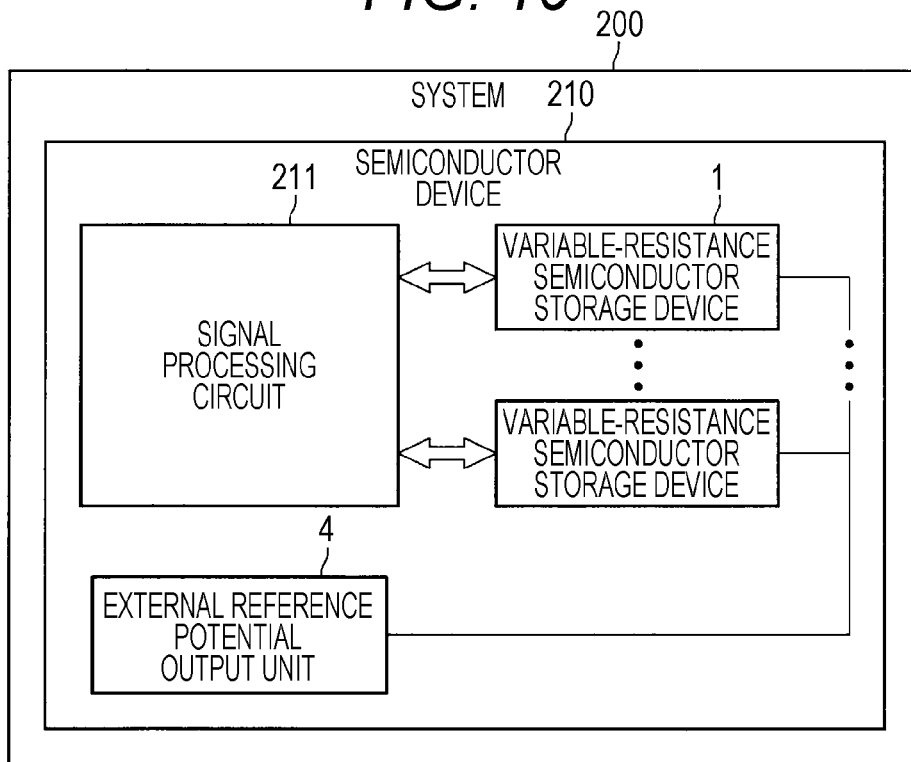 FIG.
200
SYSTEM
210
SEMICONDUCTOR
DEVICE
211
1
SIGNAL
PROCESSING
CIRCUIT
VARIABLE-RESISTANCE
SEMICONDUCTOR
STORAGE DEVICE
VARIABLE-RESISTANCE
SEMICONDUCTOR
STORAGE DEVICE
4
EXTERNAL REFERENCE
POTENTIAL
OUTPUT UNIT